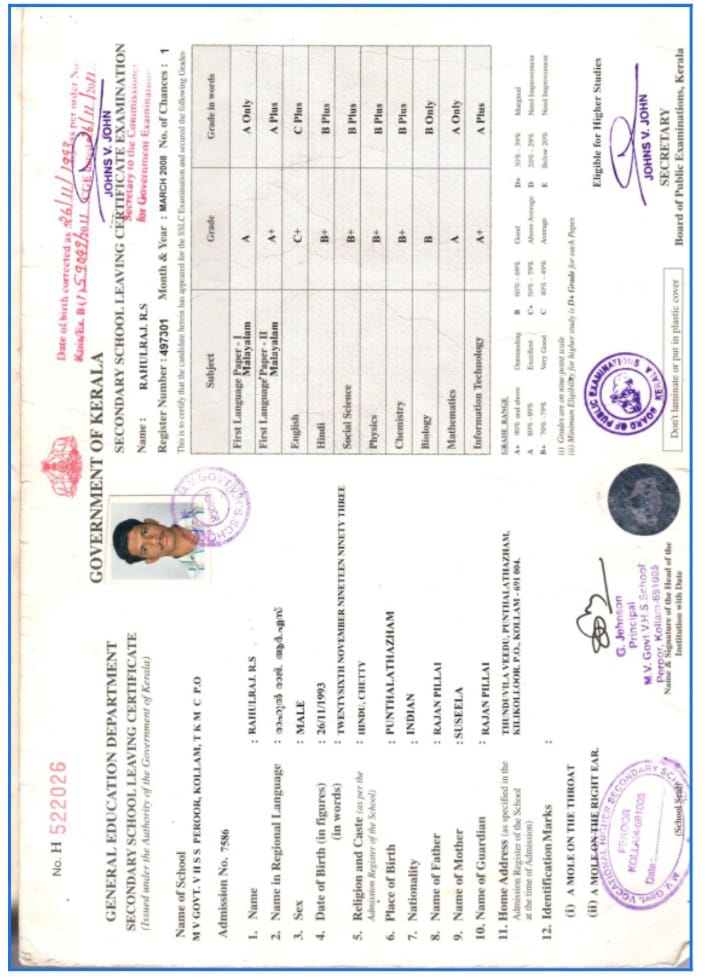 No. H 522026
GOVERNMENT OF KERALA
GENERAL EDUCATION DEPARTMENT
SECONDARY SCHOOL LEAVING CERTIFICATE
(Issued under the Authority of the Government of Kerala)
Name of School
M V GOVT. V H S S PEROOR, KOLLAM, T K M C P.O
Admission No. 7586
1. Name : RAHULRAJ. R.S
2. Name in Regional Language : രാഹുൽ രാജ്. ആർ.എസ്
3. Sex : MALE
4. Date of Birth (in figures) : 26/11/1993
(in words) : TWENTYSIXTH NOVEMBER NINETEEN NINETY THREE
5. Religion and Caste (as per the : HINDU, CHETTY
Admission Register of the School)
6. Place of Birth : PUNTHALATHAZHAM
7. Nationality : INDIAN
8. Name of Father : RAJAN PILLAI
9. Name of Mother : SUSEELA
10. Name of Guardian : RAJAN PILLAI
11. Home Address (as specified in the THUNDUVILA VEEDU, PUNTHALATHAZHAM,
Admission Register of the School KILIKOLLOOR. P.O., KOLLAM - 691 004.
at the time of Admission)
12. Identification Marks :
(i) A MOLE ON THE THROAT
(ii) A MOLE ON THE RIGHT EAR.
M.V. Govt. VOCATIONAL HIGHER SECONDARY SCHOOL
PEROOR
KOLLAM-691005
Date:
(School Seal)
G. Johnson
Principal
M.V. Govt V.H.S School
Peroor, Kollam-691005
Name & Signature of the Head of the
Institution with Date
M.V.GOVT.V.H.S SCHOOL
Date of birth corrected as 26/11/1993 as per order No.
JOHNS V. JOHN
Secretary to the Commissioner
for Government Examinations
SECONDARY SCHOOL LEAVING CERTIFICATE EXAMINATION
Name : RAHULRAJ. R.S
Register Number : 497301 Month & Year : MARCH 2008 No. of Chances : 1
This is to certify that the candidate herein has appeared for the SSLC Examination and secured the following Grades
Subject Grade Grade in words
First Language Paper - I Malayalam A A Only
First Language Paper - II Malayalam A+ A Plus
English C+ C Plus
Hindi B+ B Plus
Social Science B+ B Plus
Physics B+ B Plus
Chemistry B+ B Plus
Biology B B Only
Mathematics A A Only
Information Technology A+ A Plus
GRADE RANGE
A+ 90% and above Outstanding B 60% - 69% Good D+ 30% - 39% Marginal
A 80% - 89% Excellent C+ 50% - 59% Above Average D 20% - 29% Need Improvement
B+ 70% - 79% Very Good C 40% - 49% Average E Below 20% Need Improvement
(i) Grades are on nine-point scale
(ii) Minimum Eligibility for higher study is D+ Grade for each Paper.
Eligible for Higher Studies
BOARD OF PUBLIC EXAMINATIONS KERALA
Don't laminate or put in plastic cover
JOHNS V. JOHN
SECRETARY
Board of Public Examinations, Kerala